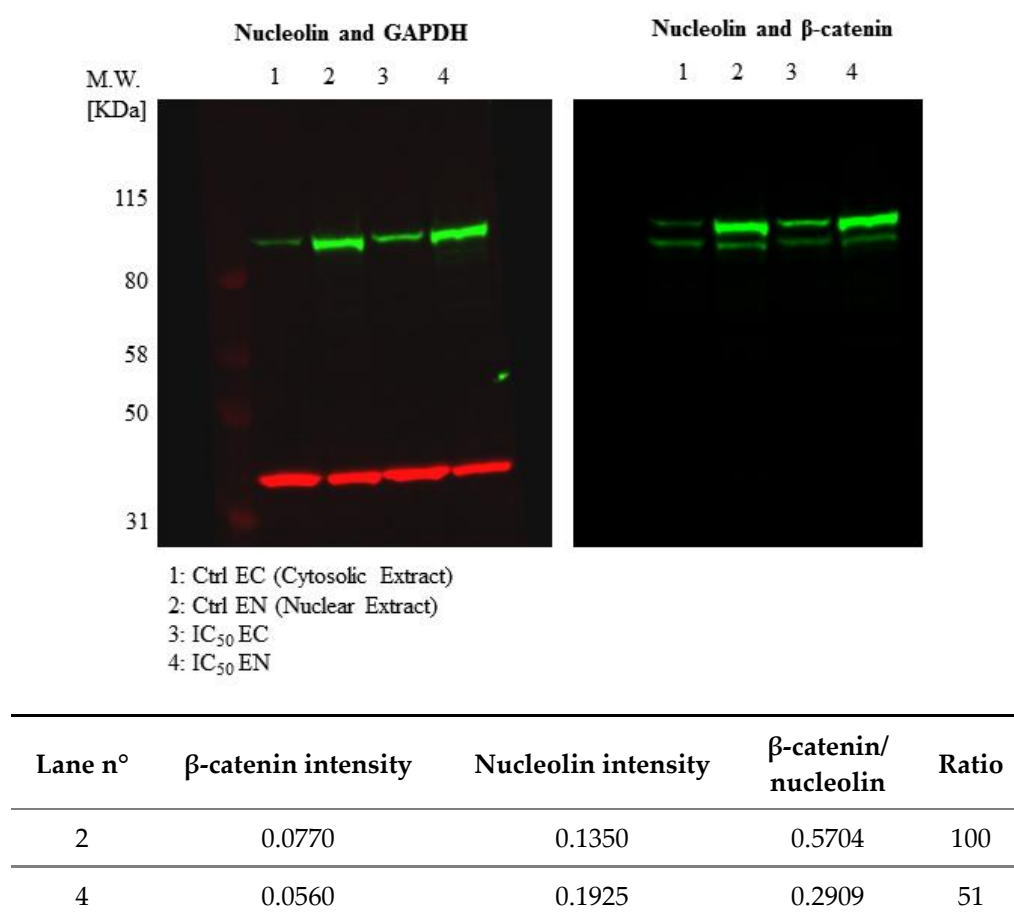 Nucleolin and GAPDH
Nucleolin and β-catenin
M.W.
[KDa]
1 2 3 4
1 2 3 4
115
80
58
50
31
1: Ctrl EC (Cytosolic Extract)
2: Ctrl EN (Nuclear Extract)
3: IC₅₀ EC
4: IC₅₀ EN
Lane n° β-catenin intensity Nucleolin intensity β-catenin/ nucleolin Ratio
2 0.0770 0.1350 0.5704 100
4 0.0560 0.1925 0.2909 51